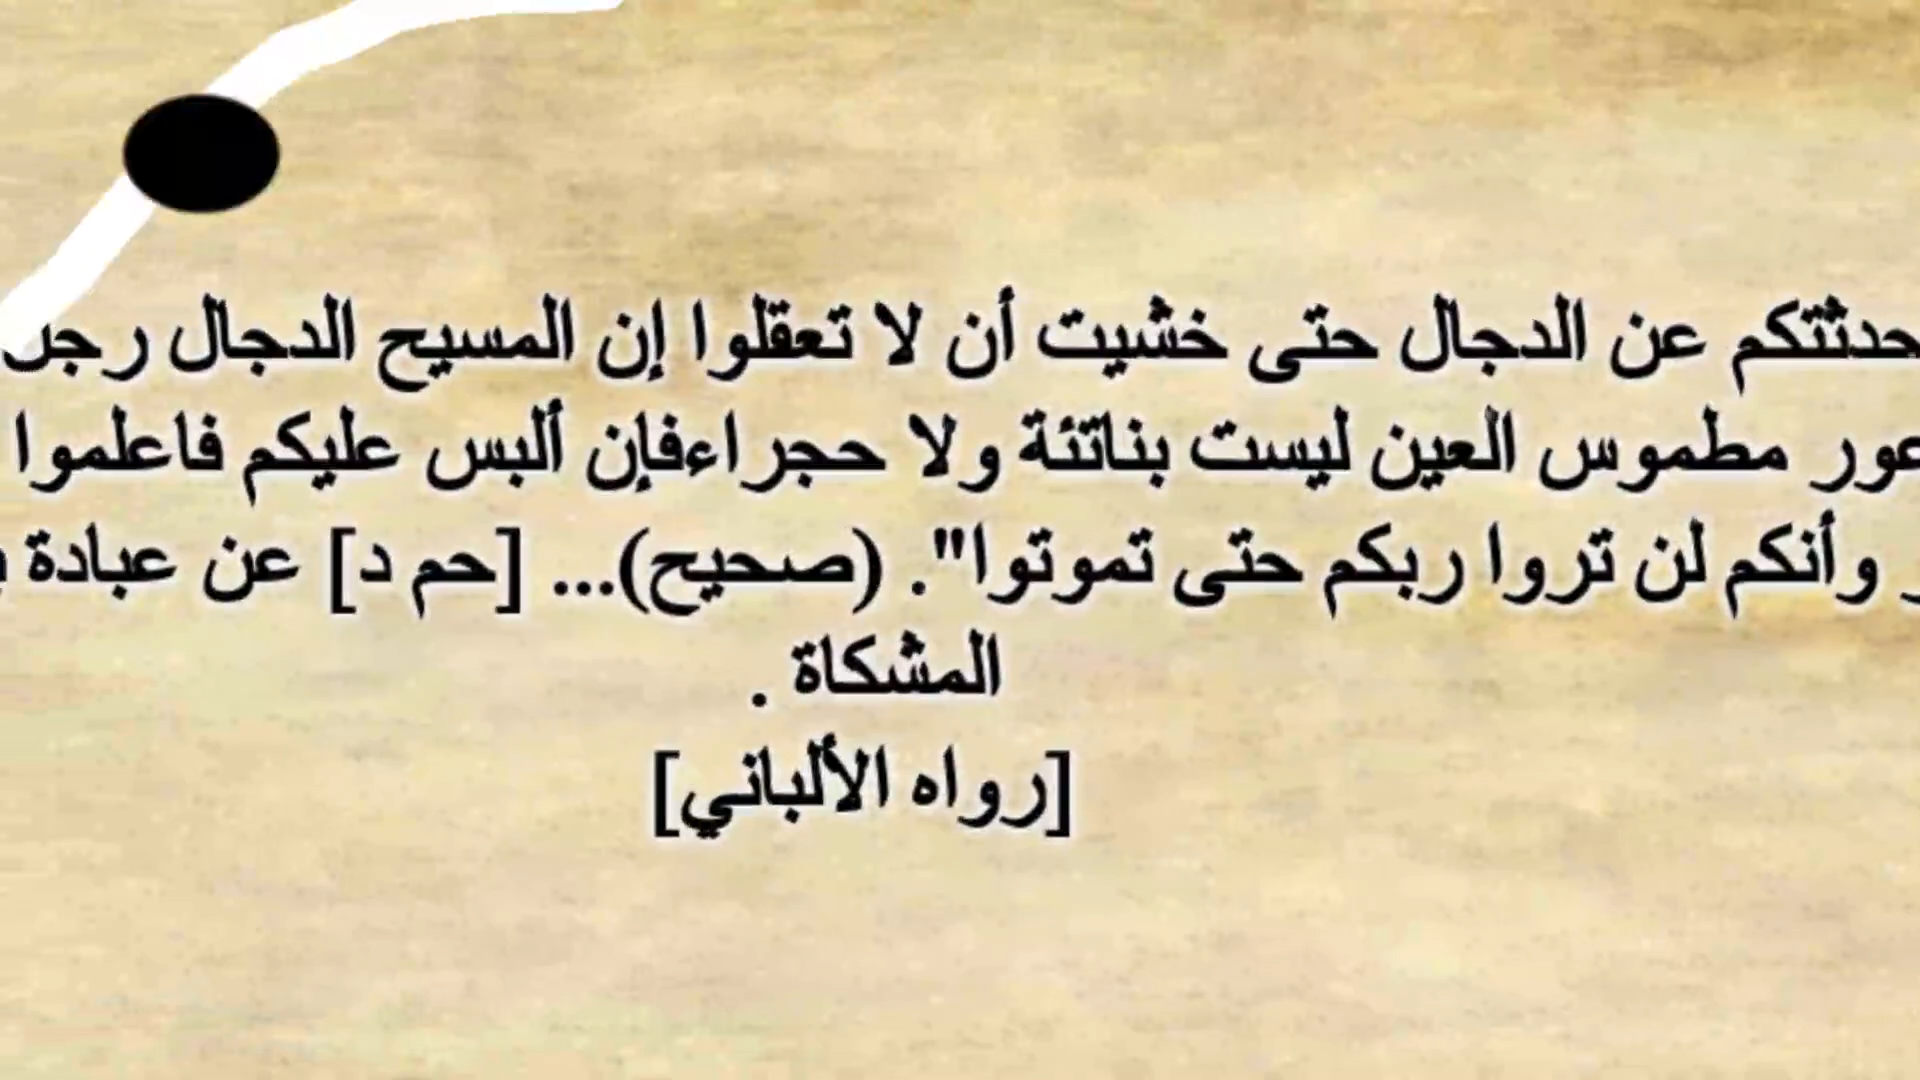 حدثتكم عن الدجال حتى خشيت أن لا تعقلوا إن المسيح الدجال رجل
عور مطموس العين ليست بناتئة ولا حجراءفإن ألبس عليكم فاعلموا
وأنكم لن تروا ربكم حتى تموتوا". (صحيح)... [حم د] عن عبادة
المشكاة .
[رواه الألباني]